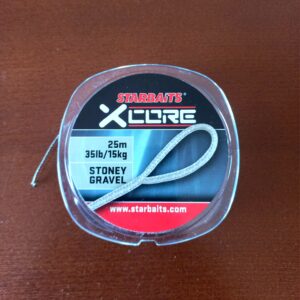 STARBAITS
XCORE
25m
35lb/15kg
STONEY
GRAVEL
www.starbaits.com